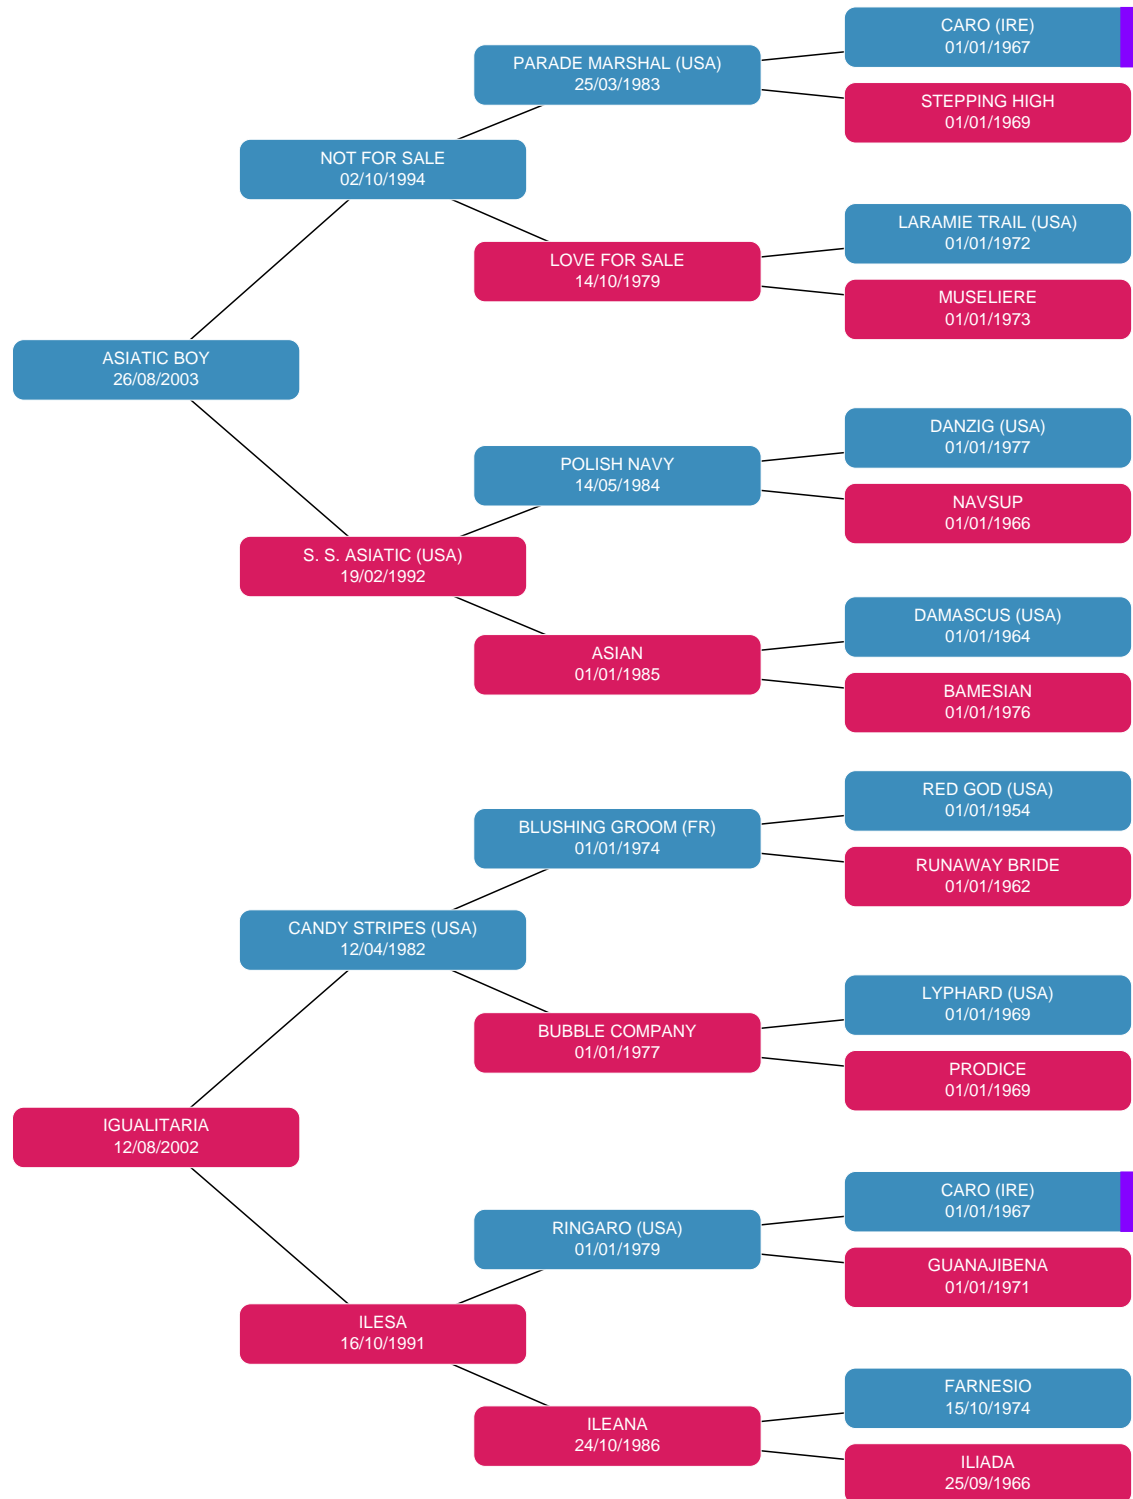 CARO (IRE)
01/01/1967
PARADE MARSHAL (USA)
25/03/1983
STEPPING HIGH
01/01/1969
NOT FOR SALE
02/10/1994
LARAMIE TRAIL (USA)
01/01/1972
LOVE FOR SALE
14/10/1979
MUSELIERE
01/01/1973
ASIATIC BOY
26/08/2003
DANZIG (USA)
01/01/1977
POLISH NAVY
14/05/1984
NAVSUP
01/01/1966
S. S. ASIATIC (USA)
19/02/1992
DAMASCUS (USA)
01/01/1964
ASIAN
01/01/1985
BAMESIAN
01/01/1976
RED GOD (USA)
01/01/1954
BLUSHING GROOM (FR)
01/01/1974
RUNAWAY BRIDE
01/01/1962
CANDY STRIPES (USA)
12/04/1982
LYPHARD (USA)
01/01/1969
BUBBLE COMPANY
01/01/1977
PRODICE
01/01/1969
IGUALITARIA
12/08/2002
CARO (IRE)
01/01/1967
RINGARO (USA)
01/01/1979
GUANAJIBENA
01/01/1971
ILESA
16/10/1991
FARNESIO
15/10/1974
ILEANA
24/10/1986
ILIADA
25/09/1966